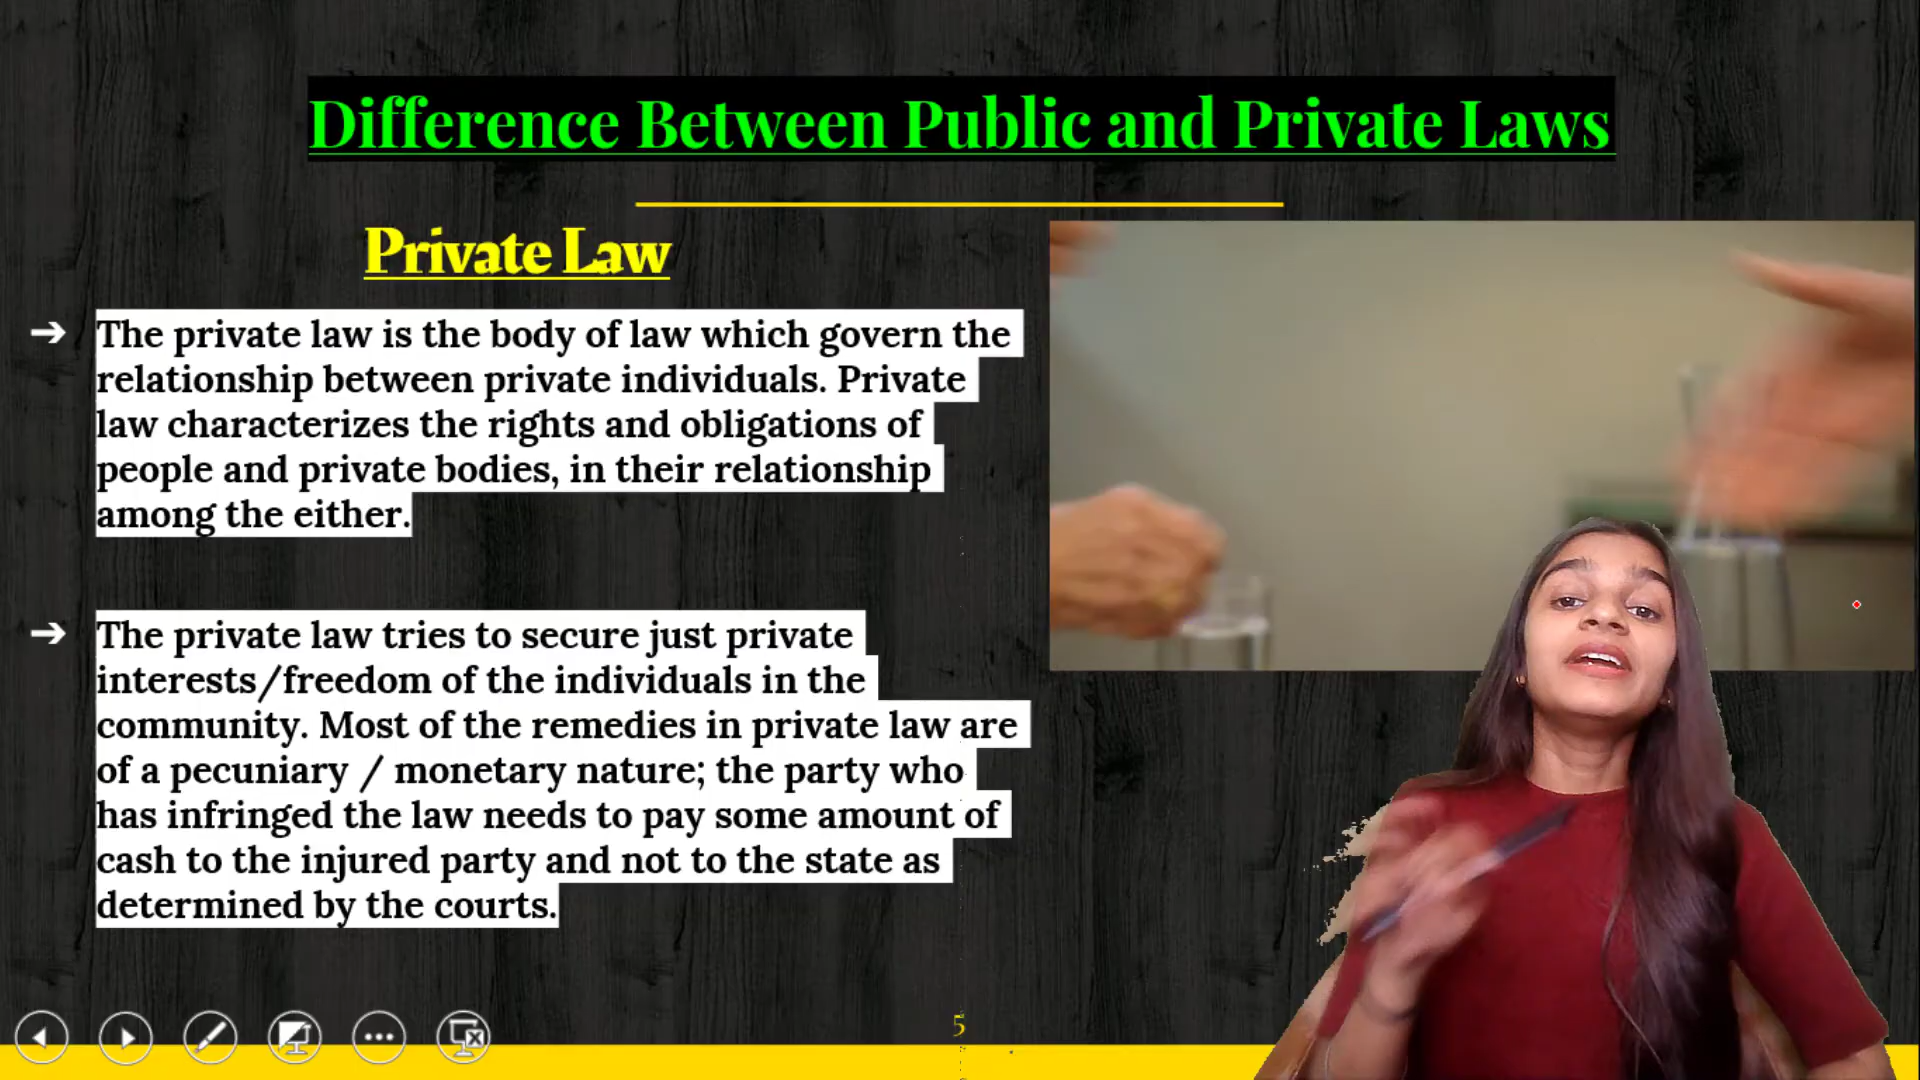 Difference Between Public and Private Laws
Private Law
The private law is the body of law which govern the
relationship between private individuals. Private
law characterizes the rights and obligations of
people and private bodies, in their relationship
among the either.
The private law tries to secure just private
interests/freedom of the individuals in the
community. Most of the remedies in private law are
of a pecuniary / monetary nature; the party who
has infringed the law needs to pay some amount of
cash to the injured party and not to the state as
determined by the courts.
5